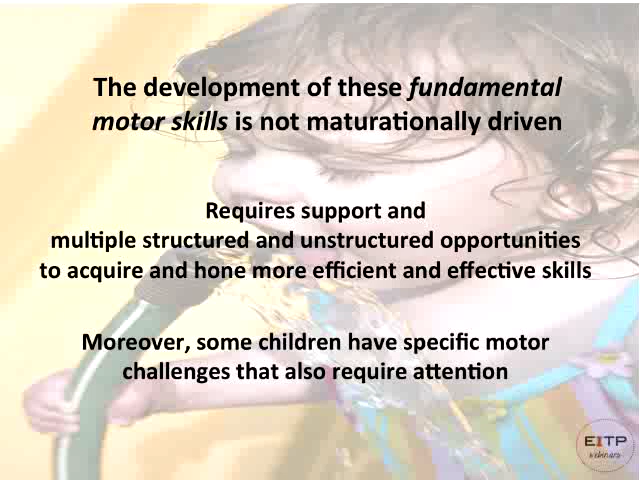 The development of these fundamental
motor skills is not maturationally driven
Requires support and
multiple structured and unstructured opportunities
to acquire and hone more efficient and effective skills
Moreover, some children have specific motor
challenges that also require attention
EITP
webinars